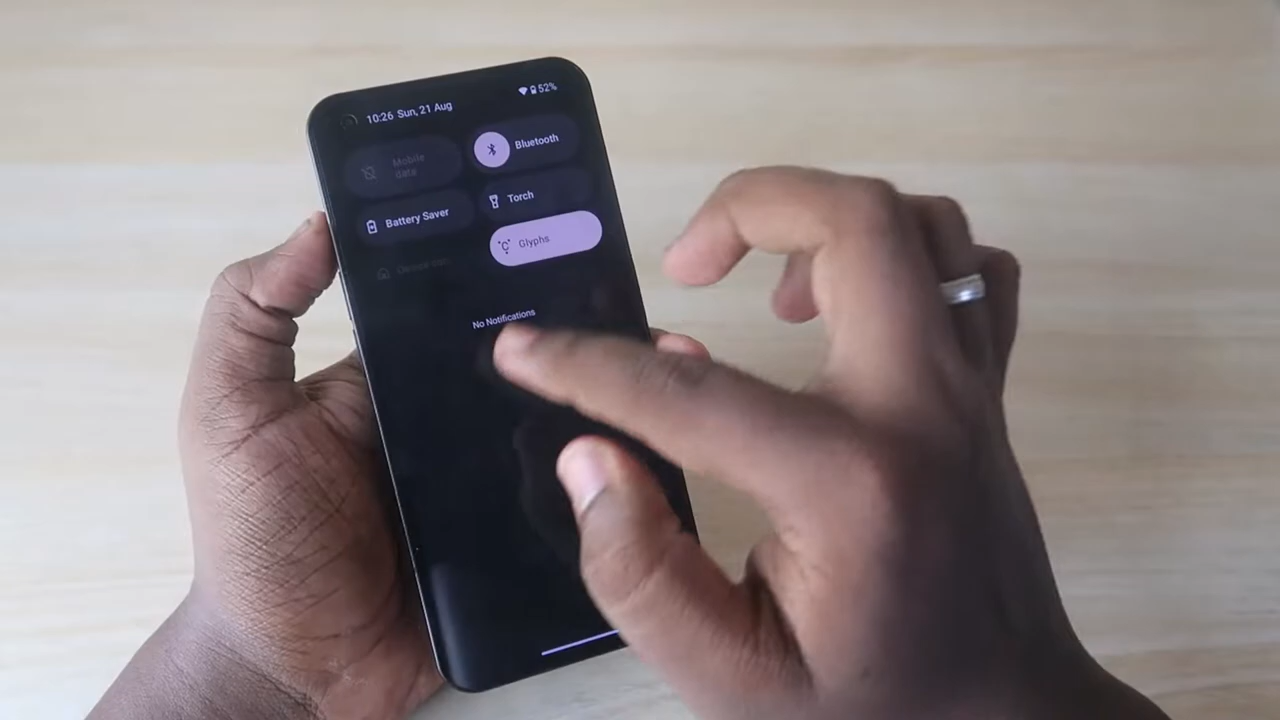 10:26 Sun, 21 Aug
52%
Mobile
data
Bluetooth
Battery Saver
Torch
Glyphs
No Notifications